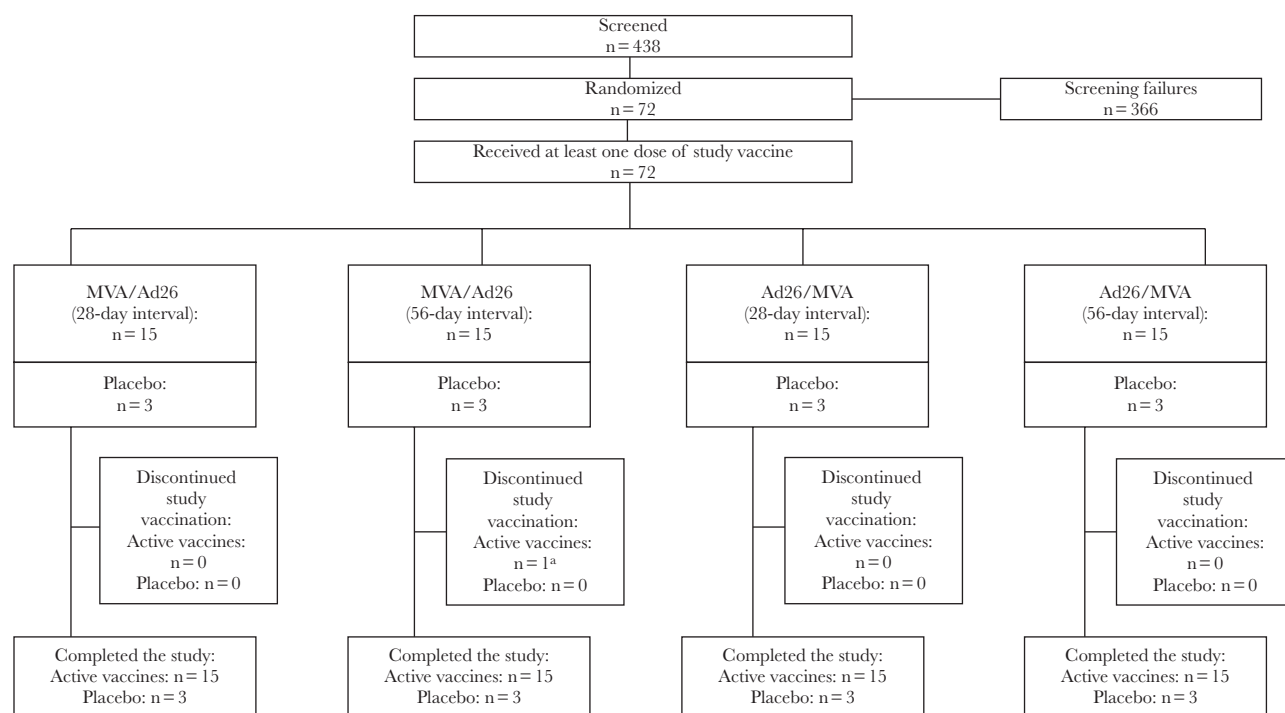 Screened
n=438
Randomized
n=72
Screening failures
n=366
Received at least one dose of study vaccine
n=72
MVA/Ad26
(28-day interval):
n=15
Placebo:
n=3
MVA/Ad26
(56-day interval):
n=15
Placebo:
n=3
Ad26/MVA
(28-day interval):
n=15
Placebo:
n=3
Ad26/MVA
(56-day interval):
n=15
Placebo:
n=3
Discontinued
study
vaccination:
Active vaccines:
n=0
Placebo: n=0
Discontinued
study
vaccination:
Active vaccines:
n=1ᵃ
Placebo: n=0
Discontinued
study
vaccination:
Active vaccines:
n=0
Placebo: n=0
Discontinued
study
vaccination:
Active vaccines:
n=0
Placebo: n=0
Completed the study:
Active vaccines: n=15
Placebo: n=3
Completed the study:
Active vaccines: n=15
Placebo: n=3
Completed the study:
Active vaccines: n=15
Placebo: n=3
Completed the study:
Active vaccines: n=15
Placebo: n=3